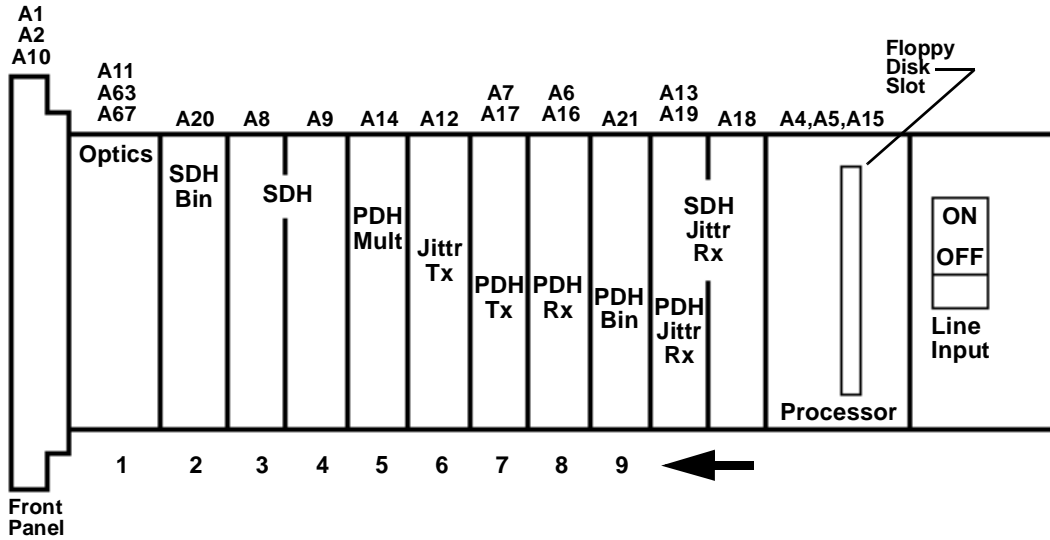 A1
A2
A10
A11
A63
A67
A20
A8
A9
A14
A12
A7
A17
A6
A16
A21
A13
A19
A18
A4,A5,A15
Floppy
Disk
Slot
Optics
SDH
Bin
SDH
PDH
Mult
Jittr
Tx
PDH
Tx
PDH
Rx
PDH
Bin
SDH
Jittr
Rx
PDH
Jittr
Rx
Processor
ON
OFF
Line
Input
1 2 3 4 5 6 7 8 9
Front
Panel